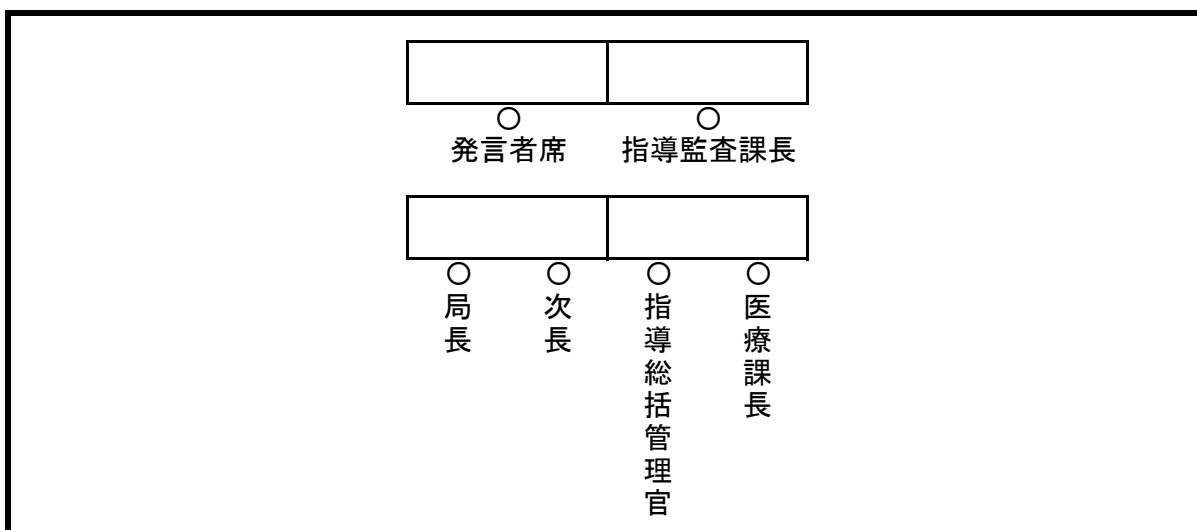 ○ ○
発言者席 指導監査課長
○ ○ ○ ○
局長
次長
指導総括管理官
医療課長